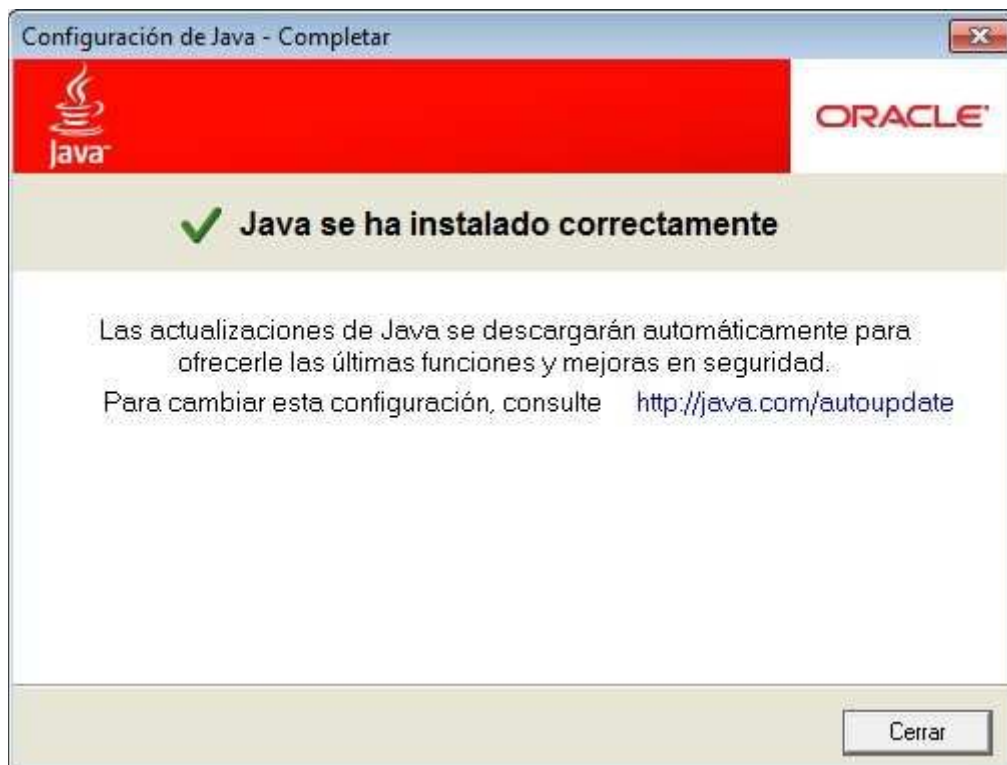 Configuración de Java - Completar
Java
ORACLE
Java se ha instalado correctamente
Las actualizaciones de Java se descargarán automáticamente para
ofrecerle las últimas funciones y mejoras en seguridad.
Para cambiar esta configuración, consulte http://java.com/autoupdate
Cerrar